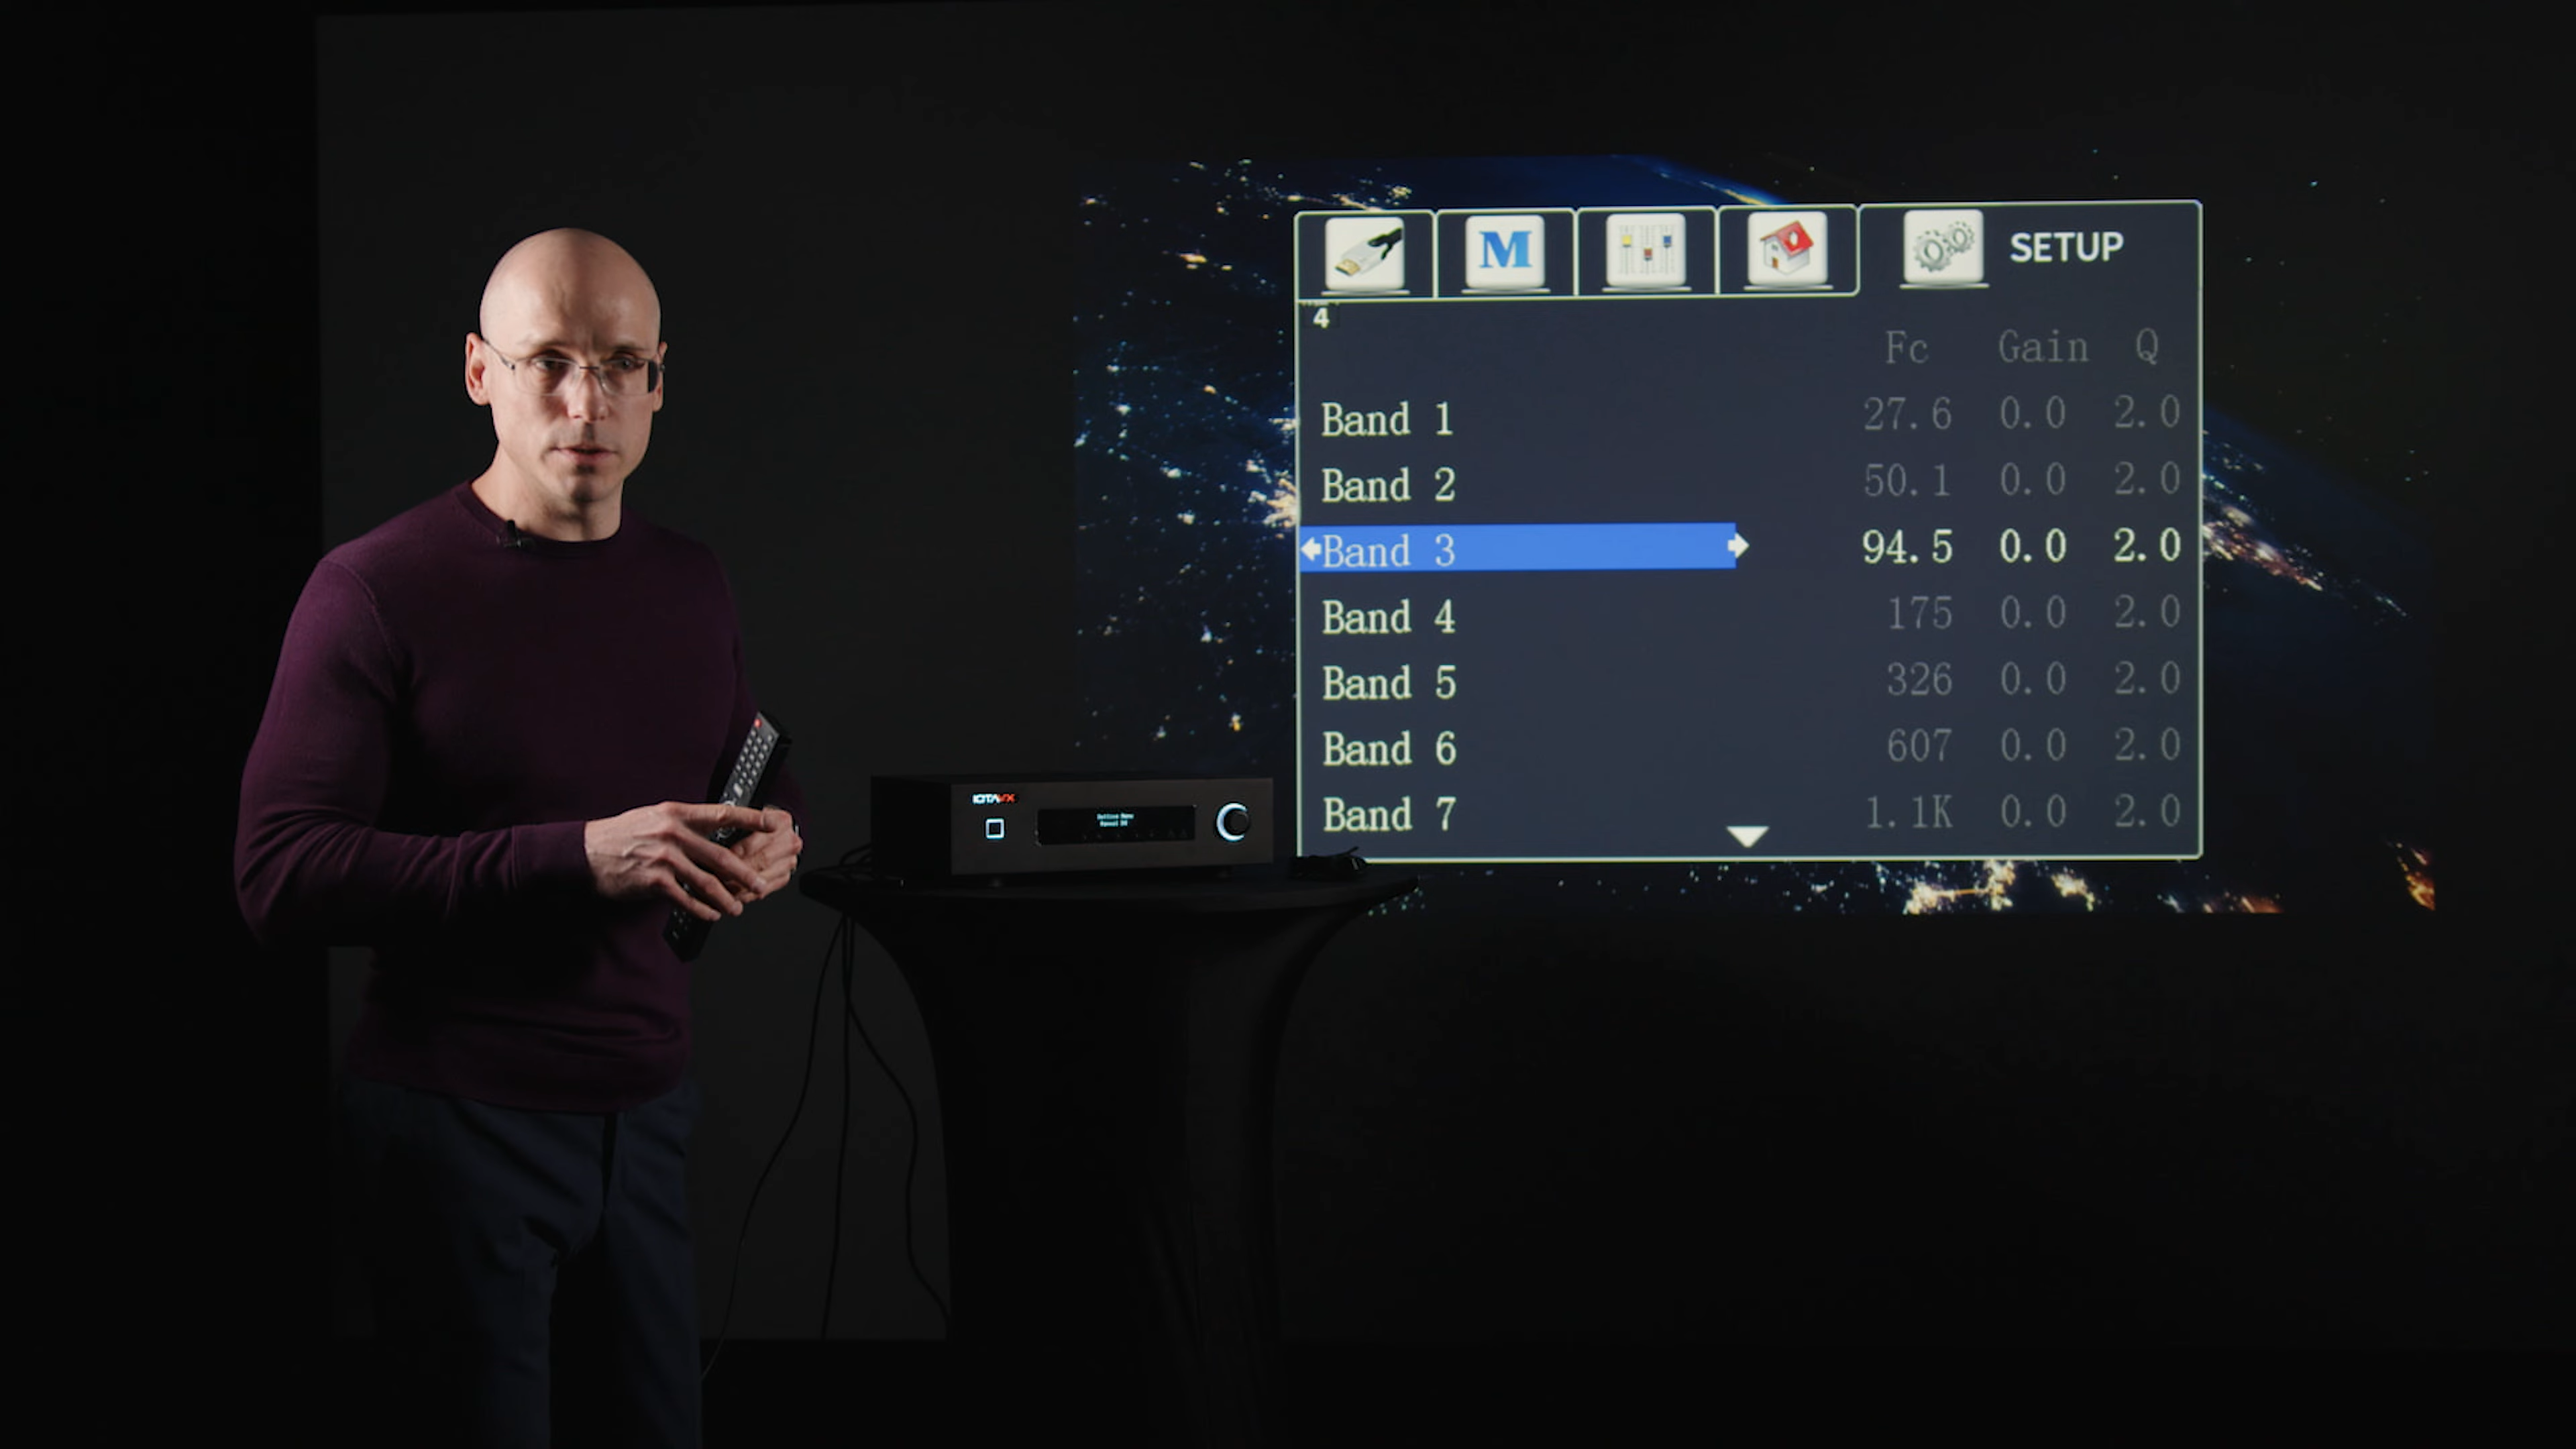 M
SETUP
4
Fc Gain Q
Band 1 27.6 0.0 2.0
Band 2 50.1 0.0 2.0
Band 3 94.5 0.0 2.0
Band 4 175 0.0 2.0
Band 5 326 0.0 2.0
Band 6 607 0.0 2.0
Band 7 1.1K 0.0 2.0
IOTAVX